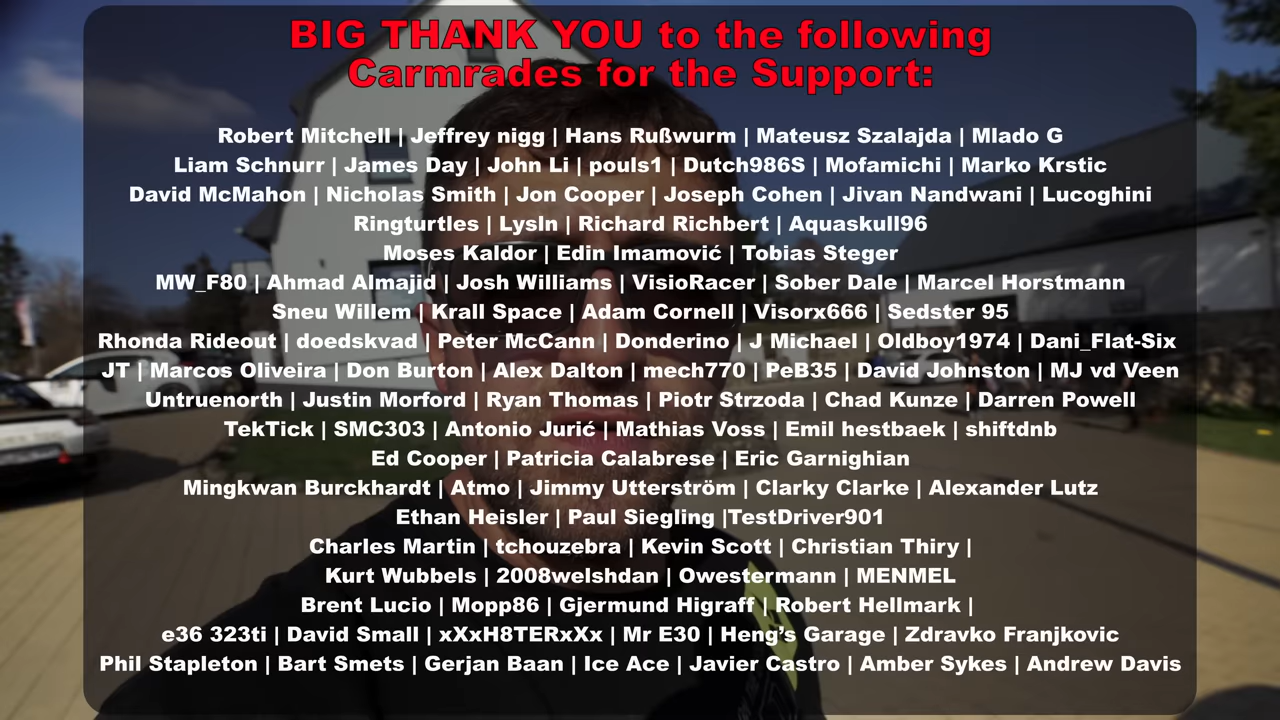 BIG THANK YOU to the following
Carmrades for the Support:
Robert Mitchell | Jeffrey nigg | Hans Rußwurm | Mateusz Szalajda | Mlado G
Liam Schnurr | James Day | John Li | pouls1 | Dutch986S | Mofamichi | Marko Krstic
David McMahon | Nicholas Smith | Jon Cooper | Joseph Cohen | Jivan Nandwani | Lucoghini
Ringturtles | Lysln | Richard Richbert | Aquaskull96
Moses Kaldor | Edin Imamović | Tobias Steger
MW_F80 | Ahmad Almajid | Josh Williams | VisioRacer | Sober Dale | Marcel Horstmann
Sneu Willem | Krall Space | Adam Cornell | Visorx666 | Sedster 95
Rhonda Rideout | doedskvad | Peter McCann | Donderino | J Michael | Oldboy1974 | Dani_Flat-Six
JT | Marcos Oliveira | Don Burton | Alex Dalton | mech770 | PeB35 | David Johnston | MJ vd Veen
Untruenorth | Justin Morford | Ryan Thomas | Piotr Strzoda | Chad Kunze | Darren Powell
TekTick | SMC303 | Antonio Jurić | Mathias Voss | Emil hestbaek | shiftdnb
Ed Cooper | Patricia Calabrese | Eric Garnighian
Mingkwan Burckhardt | Atmo | Jimmy Utterström | Clarky Clarke | Alexander Lutz
Ethan Heisler | Paul Siegling |TestDriver901
Charles Martin | tchouzebra | Kevin Scott | Christian Thiry |
Kurt Wubbels | 2008welshdan | Owestermann | MENMEL
Brent Lucio | Mopp86 | Gjermund Higraff | Robert Hellmark |
e36 323ti | David Small | xXxH8TERxXx | Mr E30 | Heng’s Garage | Zdravko Franjkovic
Phil Stapleton | Bart Smets | Gerjan Baan | Ice Ace | Javier Castro | Amber Sykes | Andrew Davis